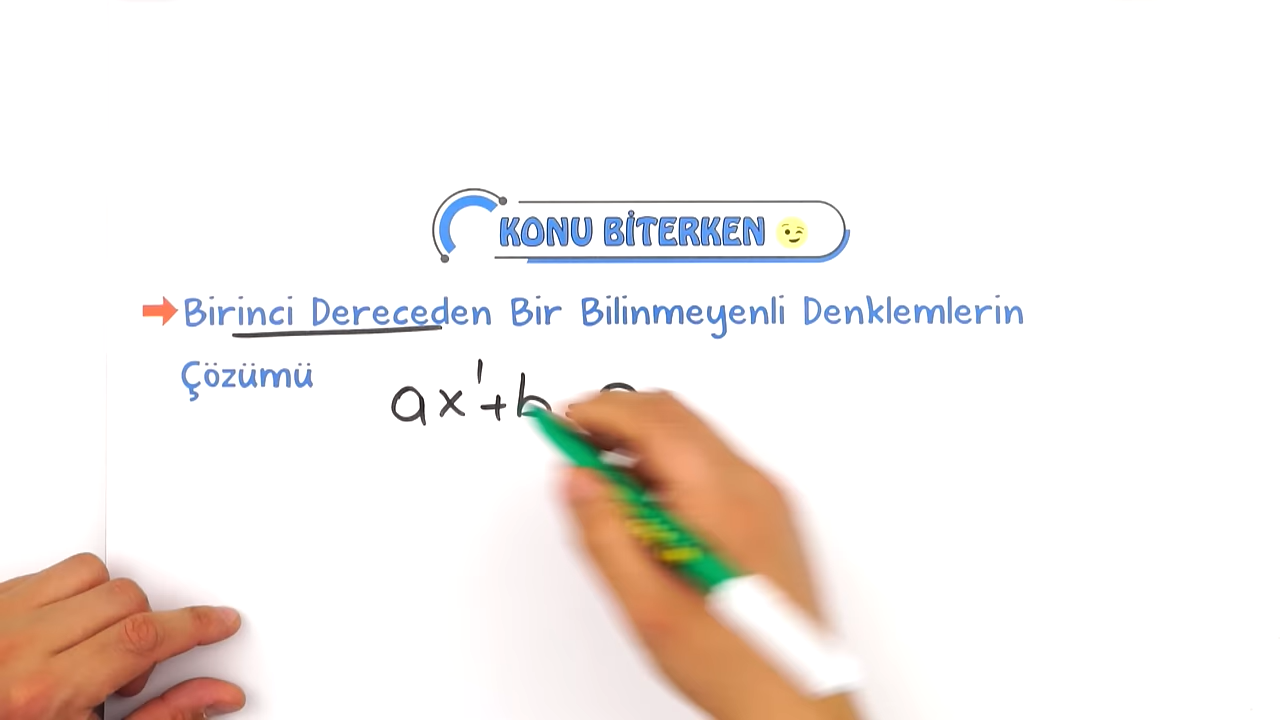 KONU BİTERKEN
Birinci Dereceden Bir Bilinmeyenli Denklemlerin
Çözümü
ax¹+b